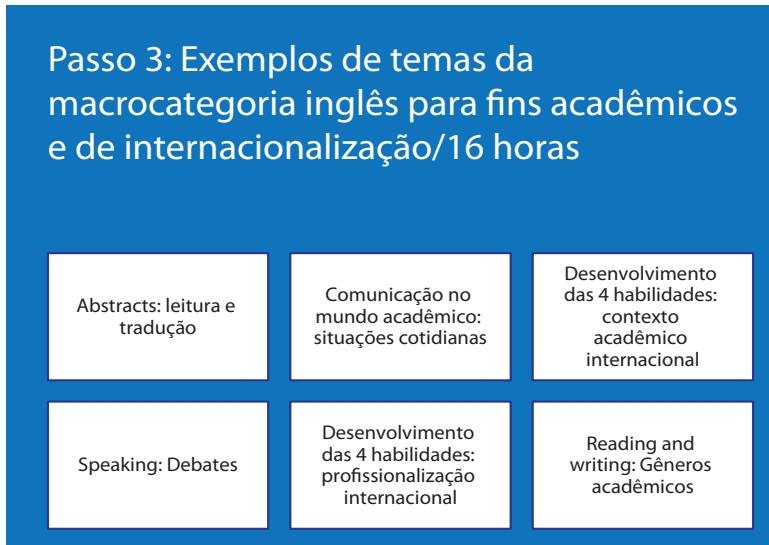 Passo 3: Exemplos de temas da
macrocategoria inglês para fins acadêmicos
e de internacionalização/16 horas
Abstracts: leitura e
tradução
Comunicação no
mundo acadêmico:
situações cotidianas
Desenvolvimento
das 4 habilidades:
contexto
acadêmico
internacional
Speaking: Debates
Desenvolvimento
das 4 habilidades:
profissionalização
internacional
Reading and
writing: Gêneros
acadêmicos